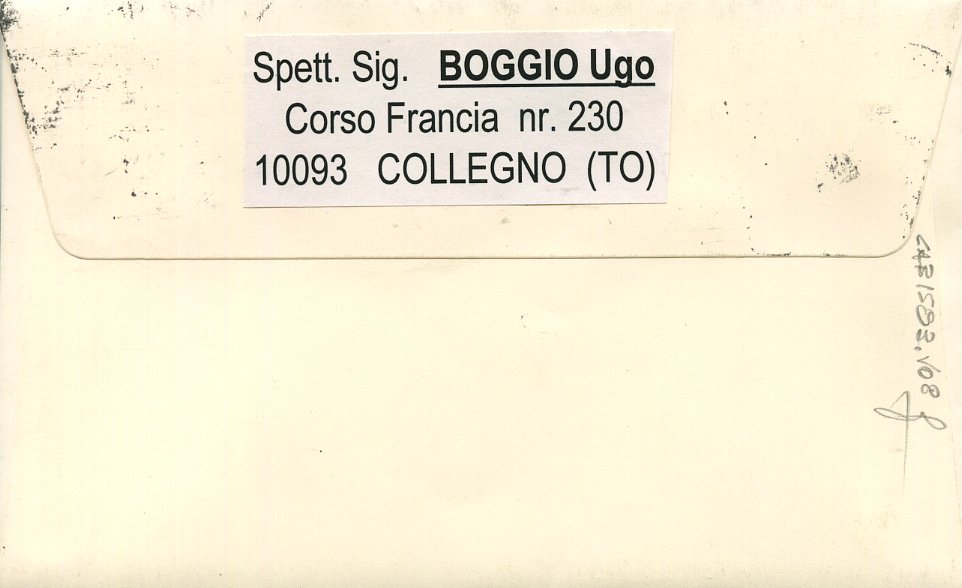 Spett. Sig. BOGGIO Ugo
Corso Francia nr. 230
10093 COLLEGNO (TO)